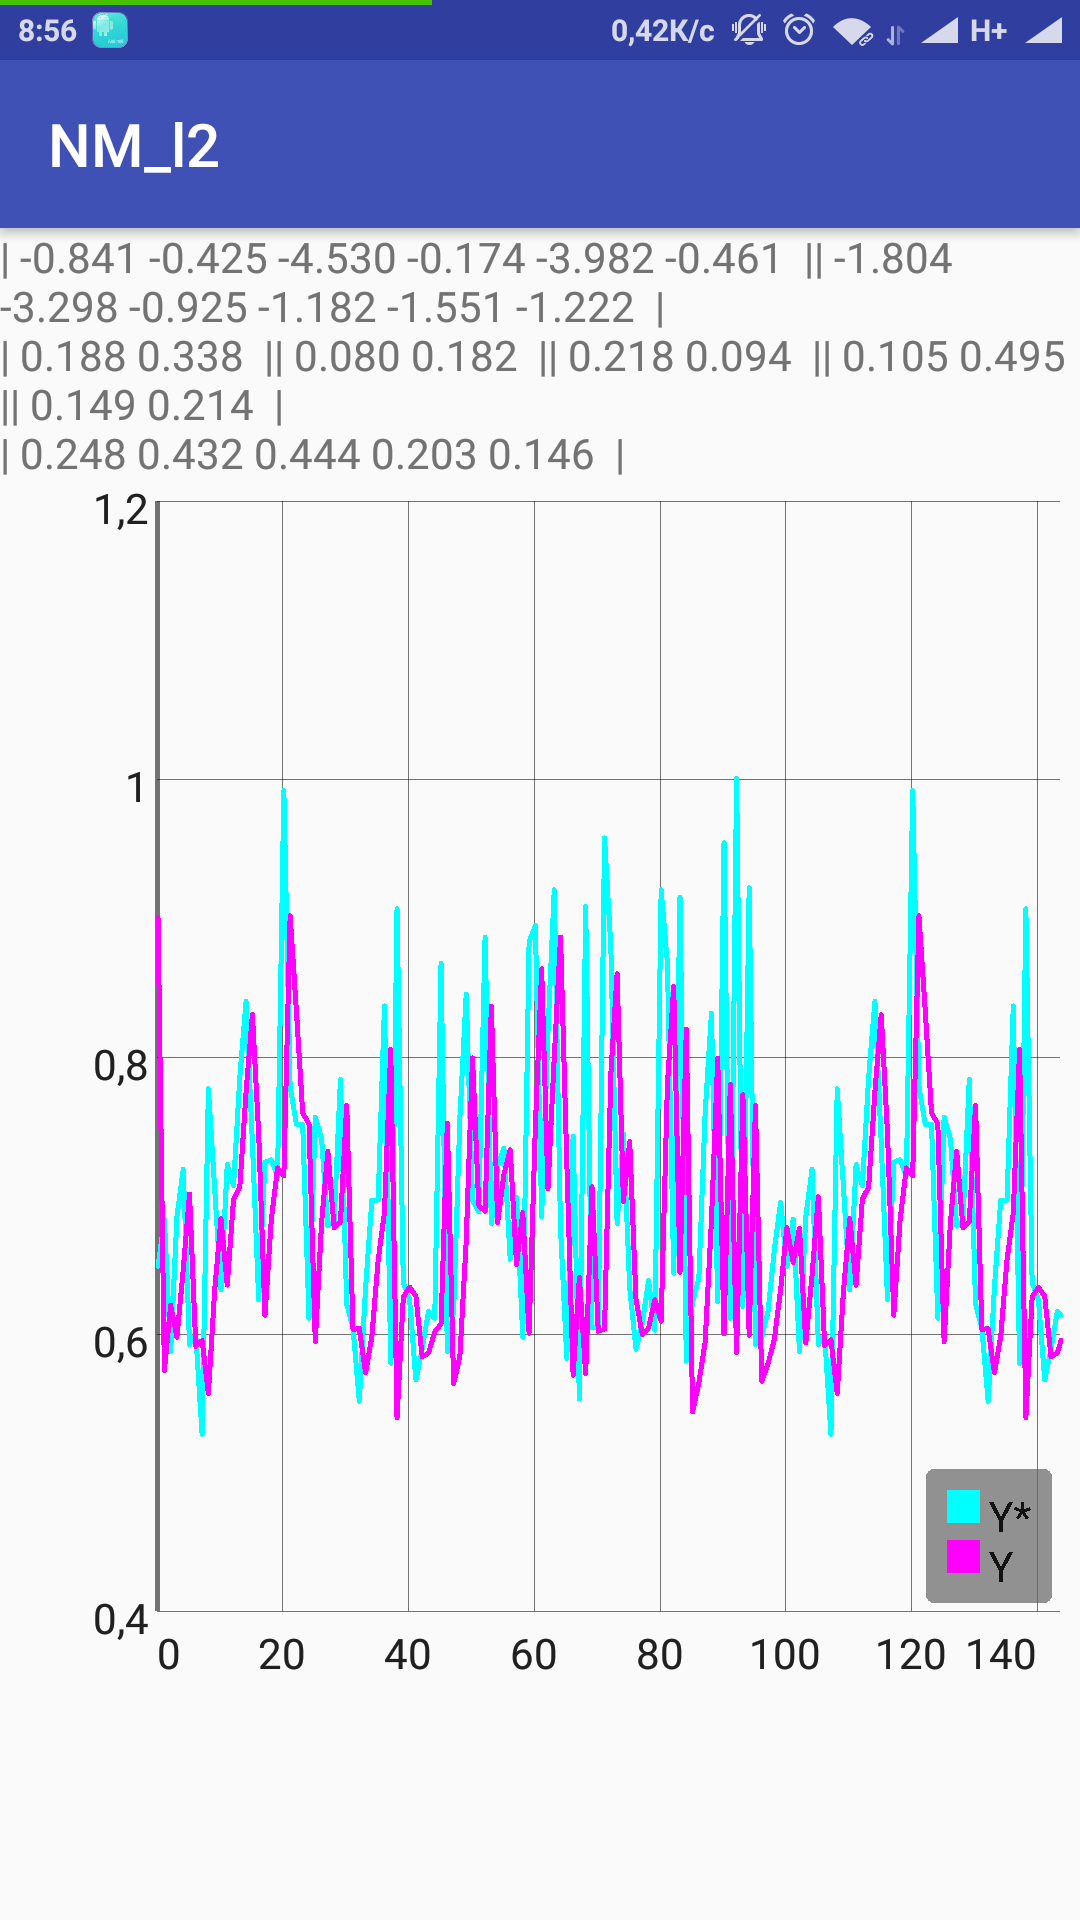 8:56 0,42K/c H+
NM_l2
| -0.841 -0.425 -4.530 -0.174 -3.982 -0.461 || -1.804
-3.298 -0.925 -1.182 -1.551 -1.222 |
| 0.188 0.338 || 0.080 0.182 || 0.218 0.094 || 0.105 0.495
|| 0.149 0.214 |
| 0.248 0.432 0.444 0.203 0.146 |
1,2
1
0,8
0,6
0,4
Y*
Y
0 20 40 60 80 100 120 140